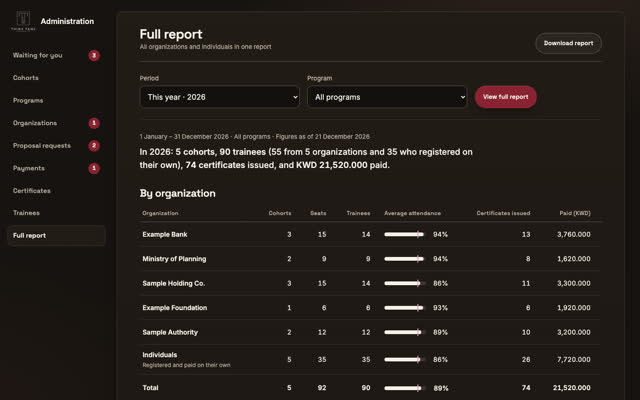 THINK FENI
Administration
Waiting for you 3
Cohorts
Programs
Organizations 1
Proposal requests 2
Payments 1
Certificates
Trainees
Full report
Full report
All organizations and individuals in one report
Download report
Period
Program
This year · 2026
All programs
View full report
1 January – 31 December 2026 · All programs · Figures as of 21 December 2026
In 2026: 5 cohorts, 90 trainees (55 from 5 organizations and 35 who registered on
their own), 74 certificates issued, and KWD 21,520.000 paid.
By organization
Organization Cohorts Seats Trainees Average attendance Certificates issued Paid (KWD)
Example Bank 3 15 14 94% 13 3,760.000
Ministry of Planning 2 9 9 94% 8 1,620.000
Sample Holding Co. 3 15 14 86% 11 3,300.000
Example Foundation 1 6 6 93% 6 1,920.000
Sample Authority 2 12 12 89% 10 3,200.000
Individuals 5 35 35 86% 26 7,720.000
Registered and paid on their own
Total 5 92 90 89% 74 21,520.000